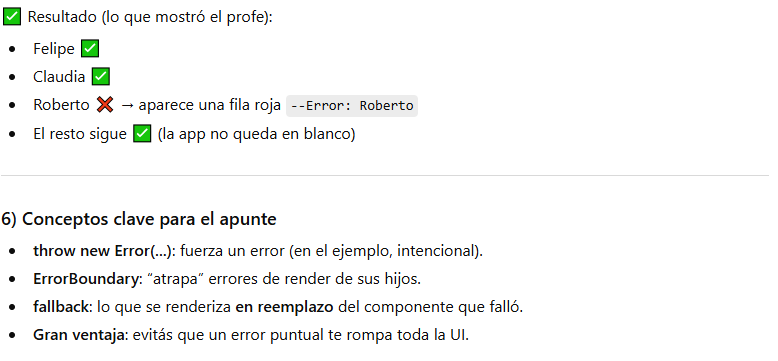 ✅ Resultado (lo que mostró el profe):
• Felipe ✅
• Claudia ✅
• Roberto ❌ → aparece una fila roja --Error: Roberto
• El resto sigue ✅ (la app no queda en blanco)
6) Conceptos clave para el apunte
• throw new Error(...): fuerza un error (en el ejemplo, intencional).
• ErrorBoundary: “atrapa” errores de render de sus hijos.
• fallback: lo que se renderiza en reemplazo del componente que falló.
• Gran ventaja: evitás que un error puntual te rompa toda la UI.